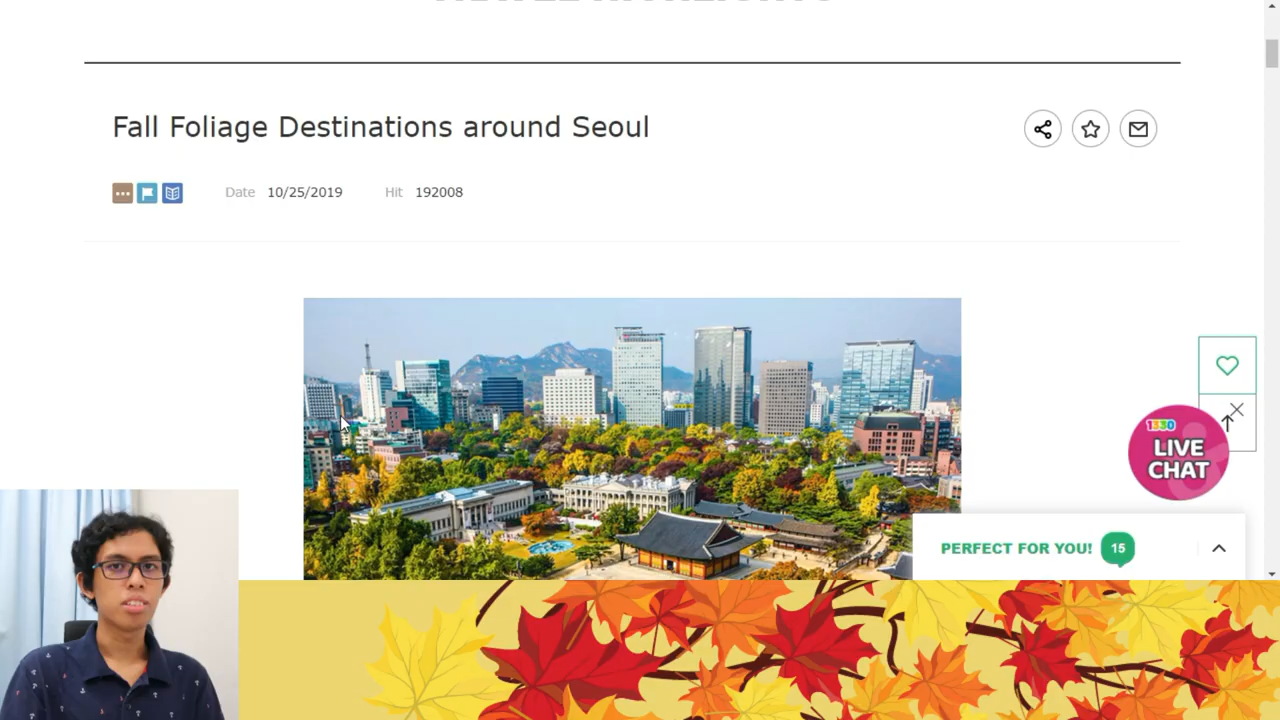 Fall Foliage Destinations around Seoul
Date 10/25/2019 Hit 192008
1330
LIVE
CHAT
PERFECT FOR YOU! 15